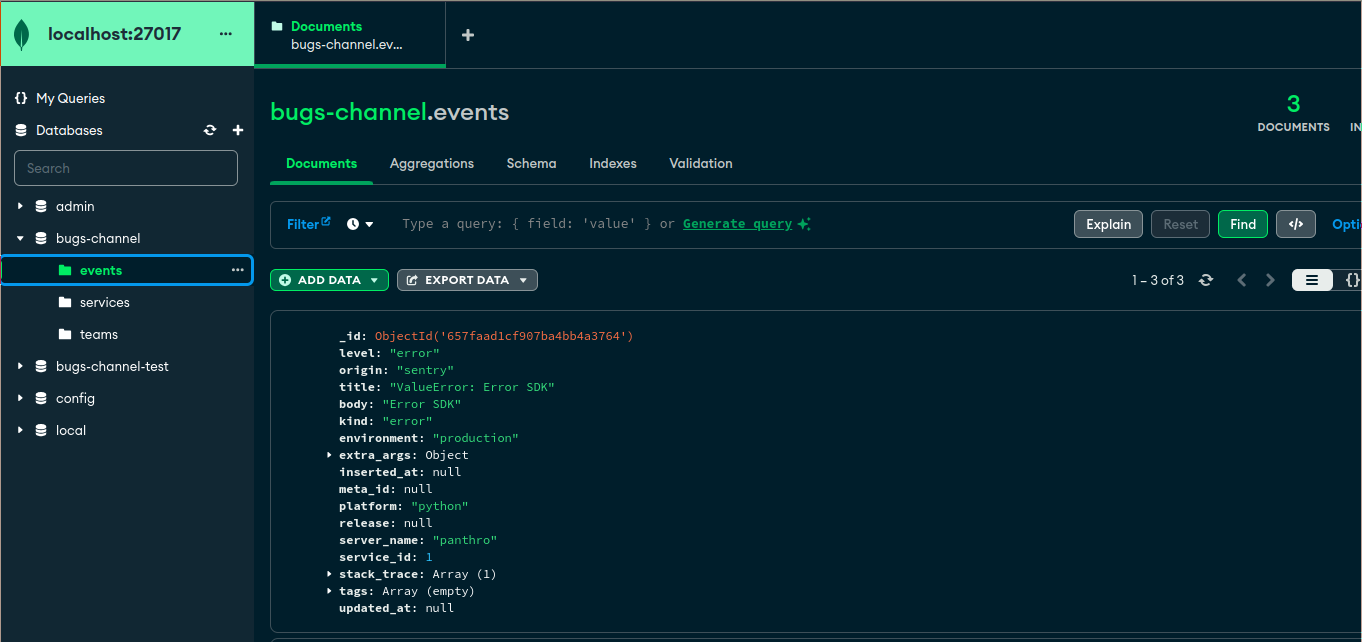 localhost:27017
My Queries
Databases
Search
admin
bugs-channel
events
services
teams
bugs-channel-test
config
local
Documents
bugs-channel.ev...
bugs-channel.events
3
DOCUMENTS
IN
Documents Aggregations Schema Indexes Validation
Filter Type a query: { field: 'value' } or Generate query Explain Reset Find </> Opti
ADD DATA EXPORT DATA 1 – 3 of 3 {}
_id: ObjectId('657faad1cf907ba4bb4a3764')
level: "error"
origin: "sentry"
title: "ValueError: Error SDK"
body: "Error SDK"
kind: "error"
environment: "production"
extra_args: Object
inserted_at: null
meta_id: null
platform: "python"
release: null
server_name: "panthro"
service_id: 1
stack_trace: Array (1)
tags: Array (empty)
updated_at: null